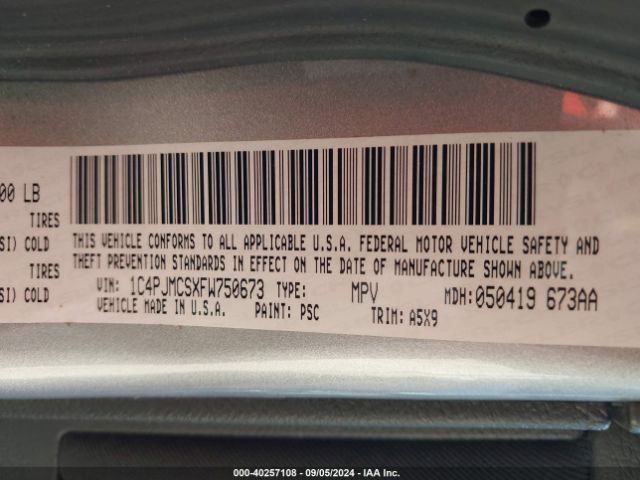 00 LB
TIRES
SI) COLD
TIRES
SI) COLD
THIS VEHICLE CONFORMS TO ALL APPLICABLE U.S.A. FEDERAL MOTOR VEHICLE SAFETY AND
THEFT PREVENTION STANDARDS IN EFFECT ON THE DATE OF MANUFACTURE SHOWN ABOVE.
VIN: 1C4PJMCSXFW750673 TYPE: MPV MDH: 050419 673AA
VEHICLE MADE IN U.S.A. PAINT: PSC TRIM: A5X9
000-40257108 - 09/05/2024 - IAA Inc.